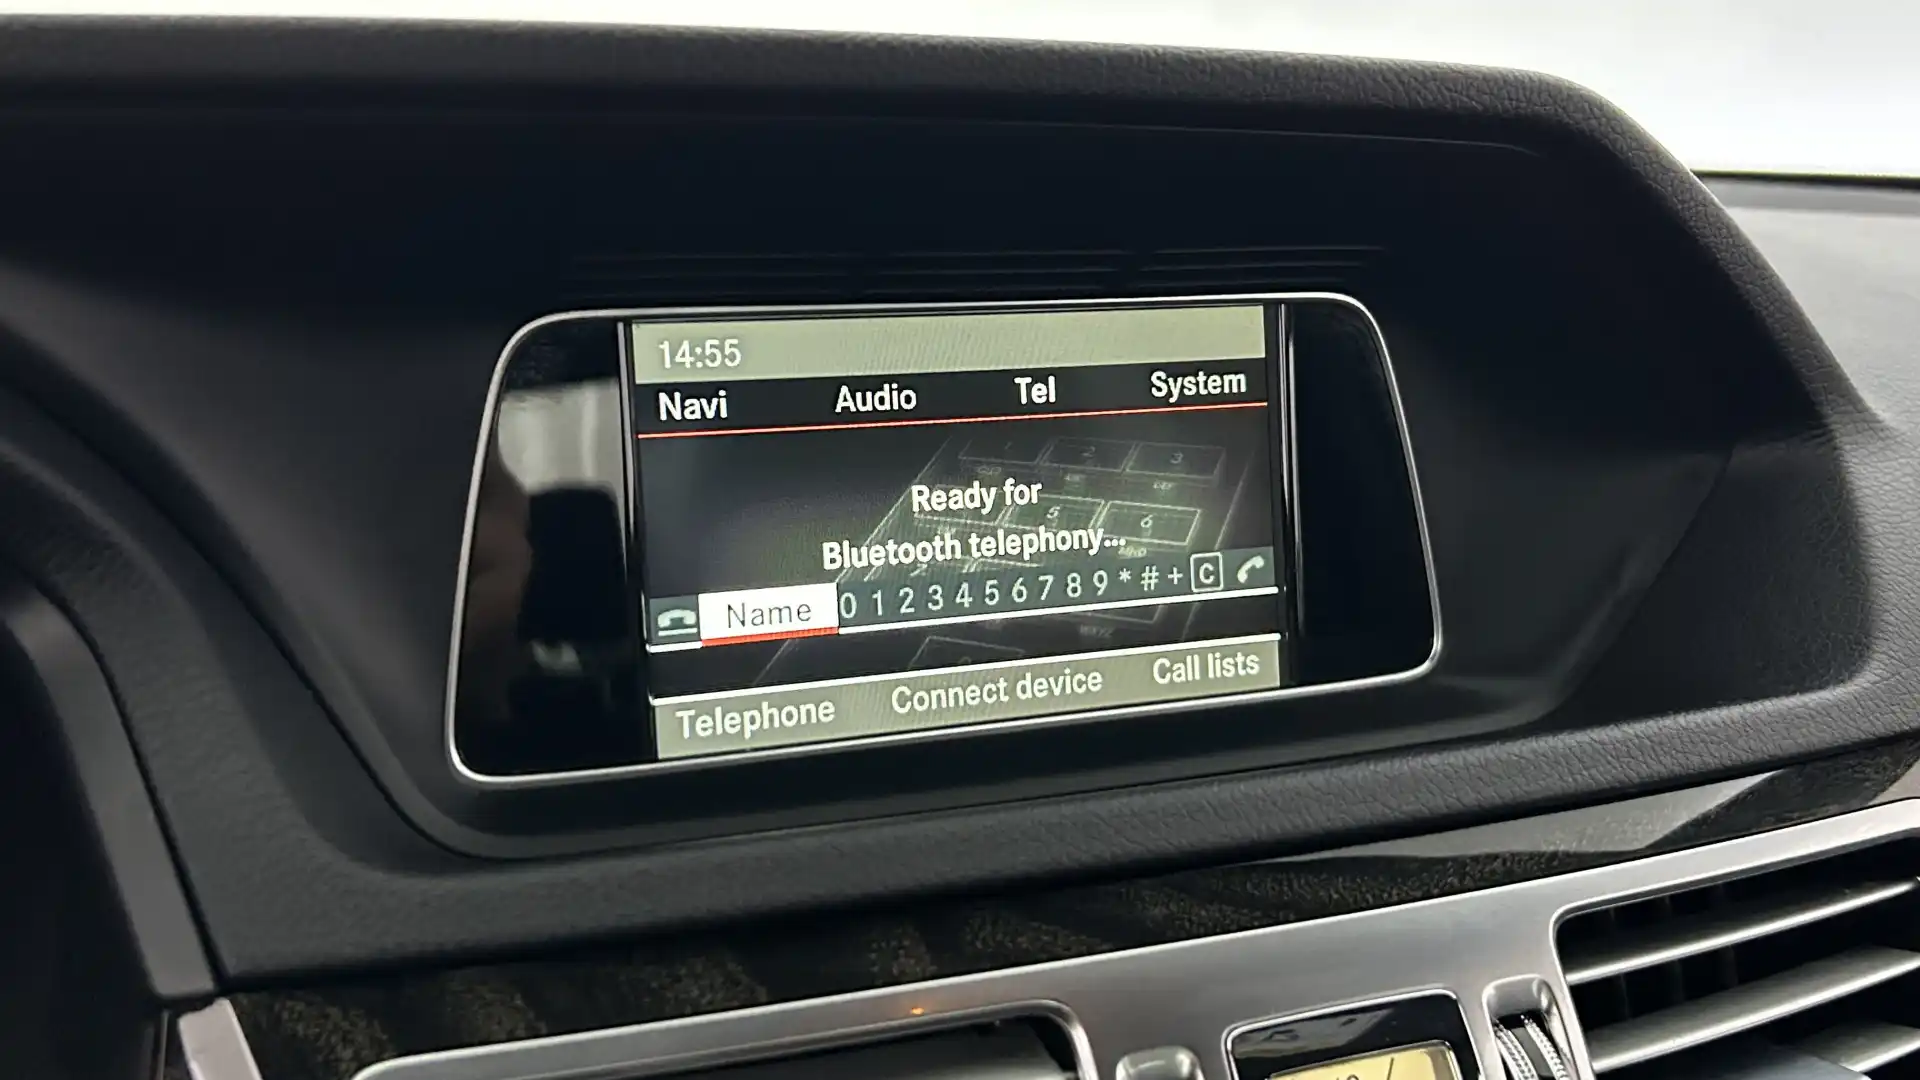 14:55
Navi Audio Tel System
Ready for
Bluetooth telephony...
Name 0 1 2 3 4 5 6 7 8 9 * # + C
Telephone Connect device Call lists